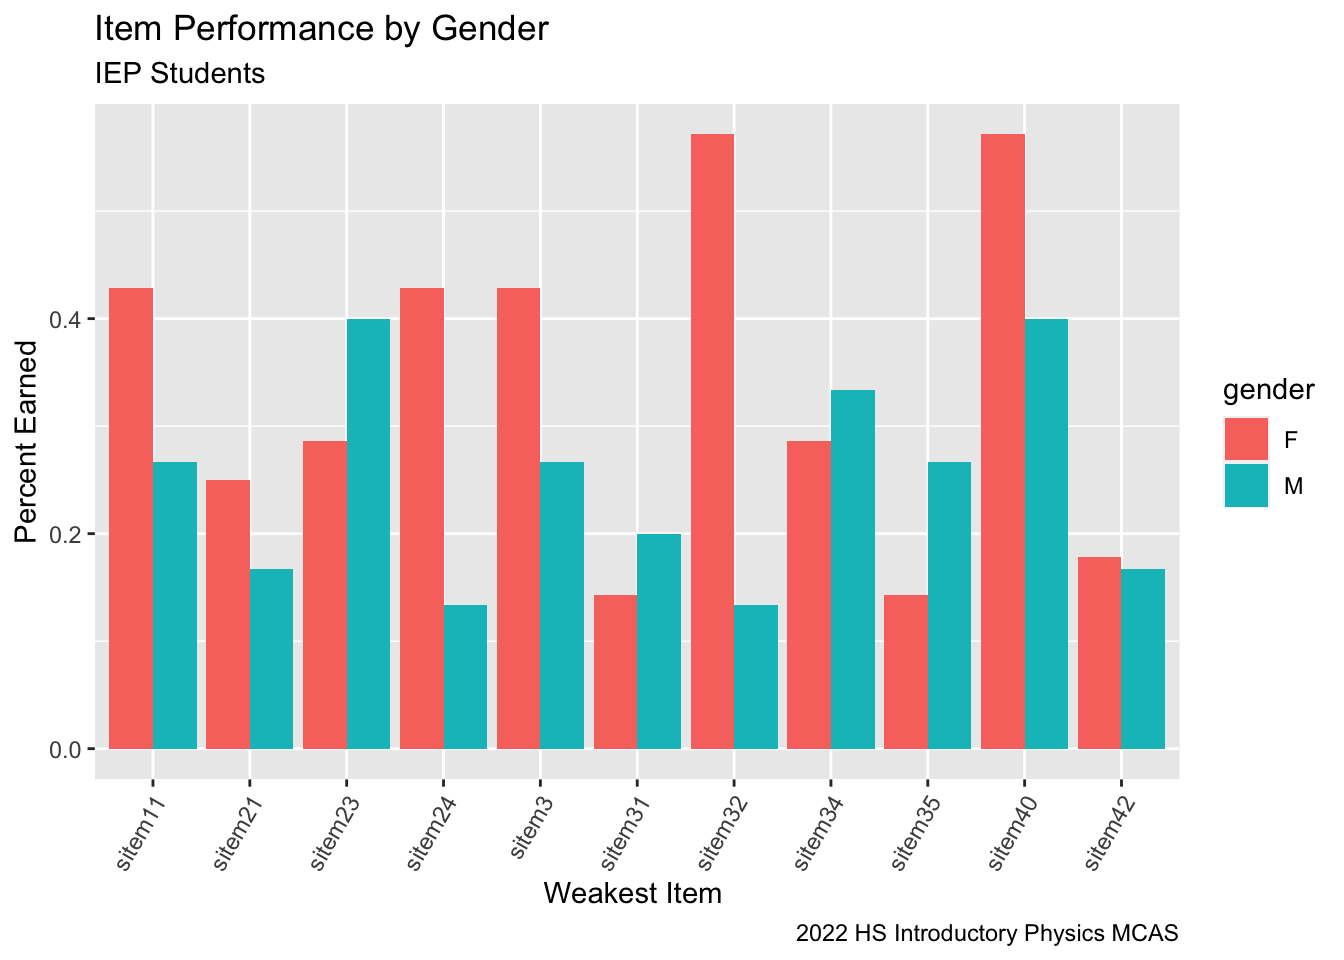 Item Performance by Gender
IEP Students
Percent Earned
0.4
0.2
0.0
sitem11
sitem21
sitem23
sitem24
sitem3
sitem31
sitem32
sitem34
sitem35
sitem40
sitem42
Weakest Item
gender
F
M
2022 HS Introductory Physics MCAS